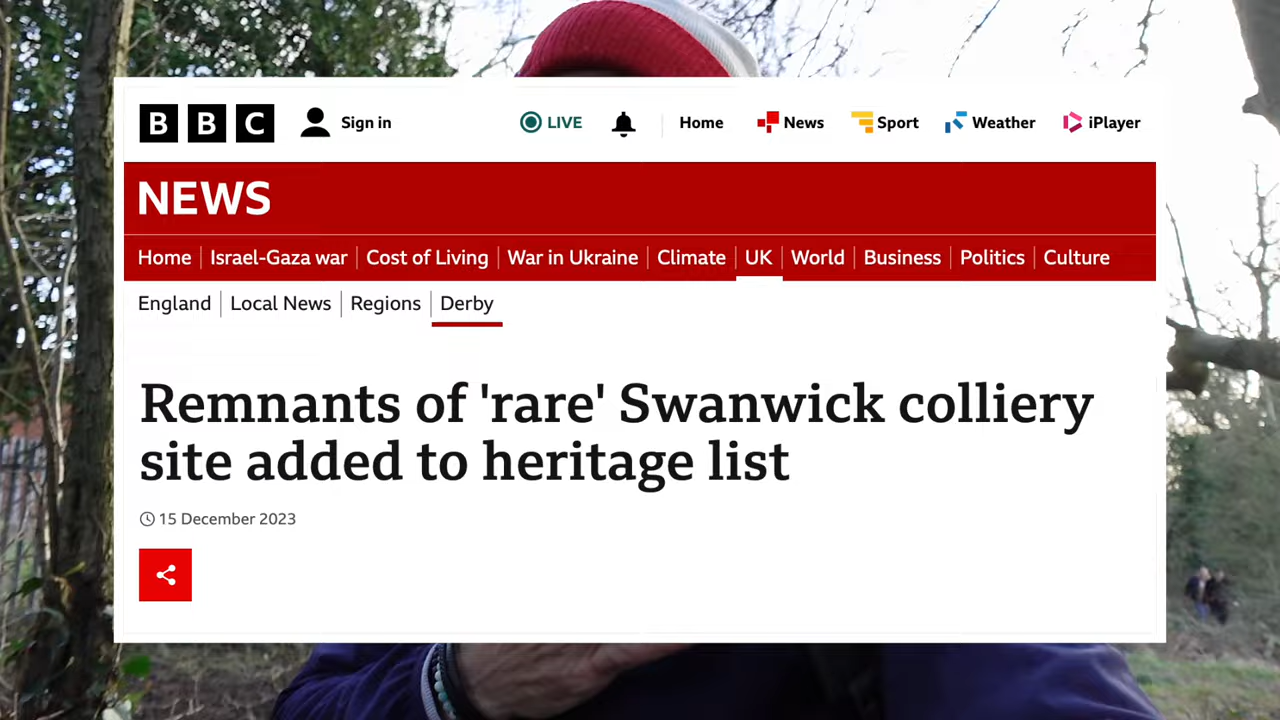 BBC Sign in LIVE Home News Sport Weather iPlayer
NEWS
Home Israel-Gaza war Cost of Living War in Ukraine Climate UK World Business Politics Culture
England Local News Regions Derby
Remnants of 'rare' Swanwick colliery
site added to heritage list
15 December 2023